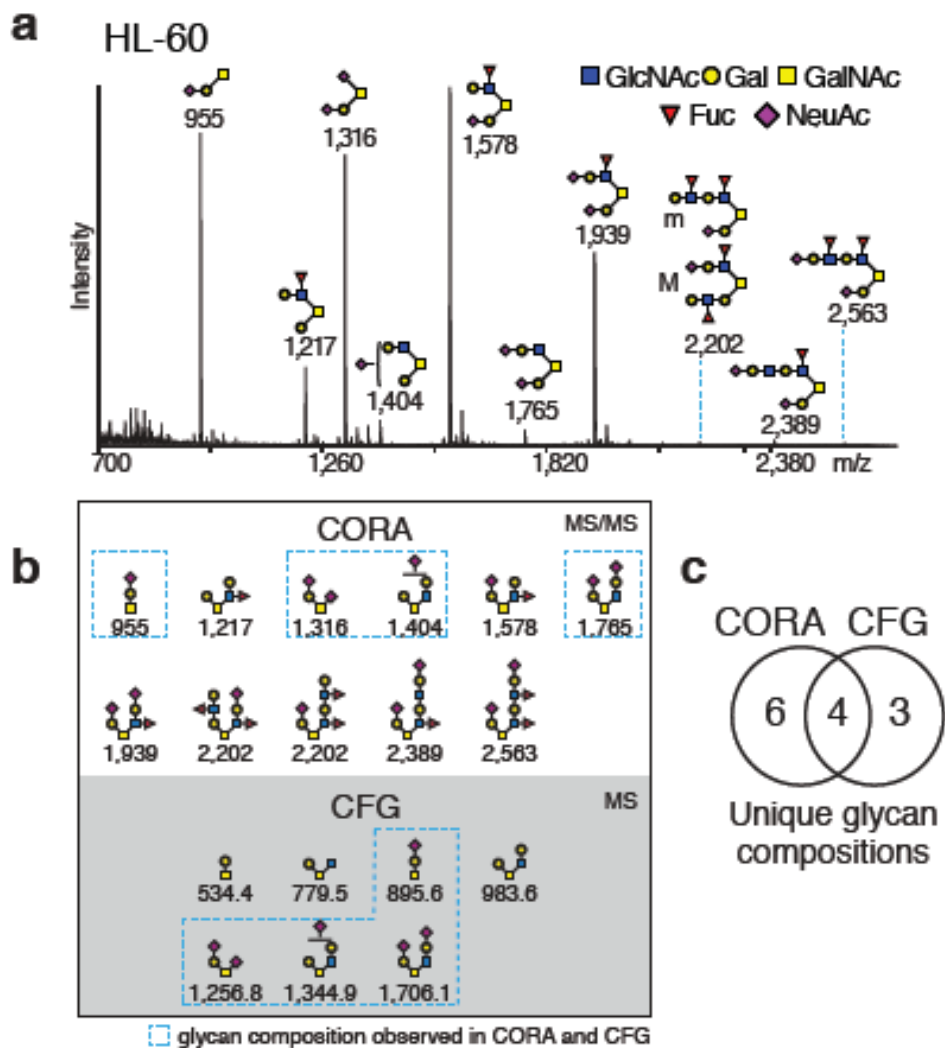 a
HL-60
GlcNAc Gal GalNAc
Fuc NeuAc
955
1,316
1,578
1,217
1,404
1,765
1,939
m
M
2,202
2,563
2,389
Intensity
700 1,260 1,820 2,380 m/z
b
CORA MS/MS
955 1,217 1,316 1,404 1,578 1,765
1,939 2,202 2,202 2,389 2,563
CFG MS
534.4 779.5 895.6 983.6
1,256.8 1,344.9 1,706.1
glycan composition observed in CORA and CFG
c
CORA CFG
6 4 3
Unique glycan
compositions